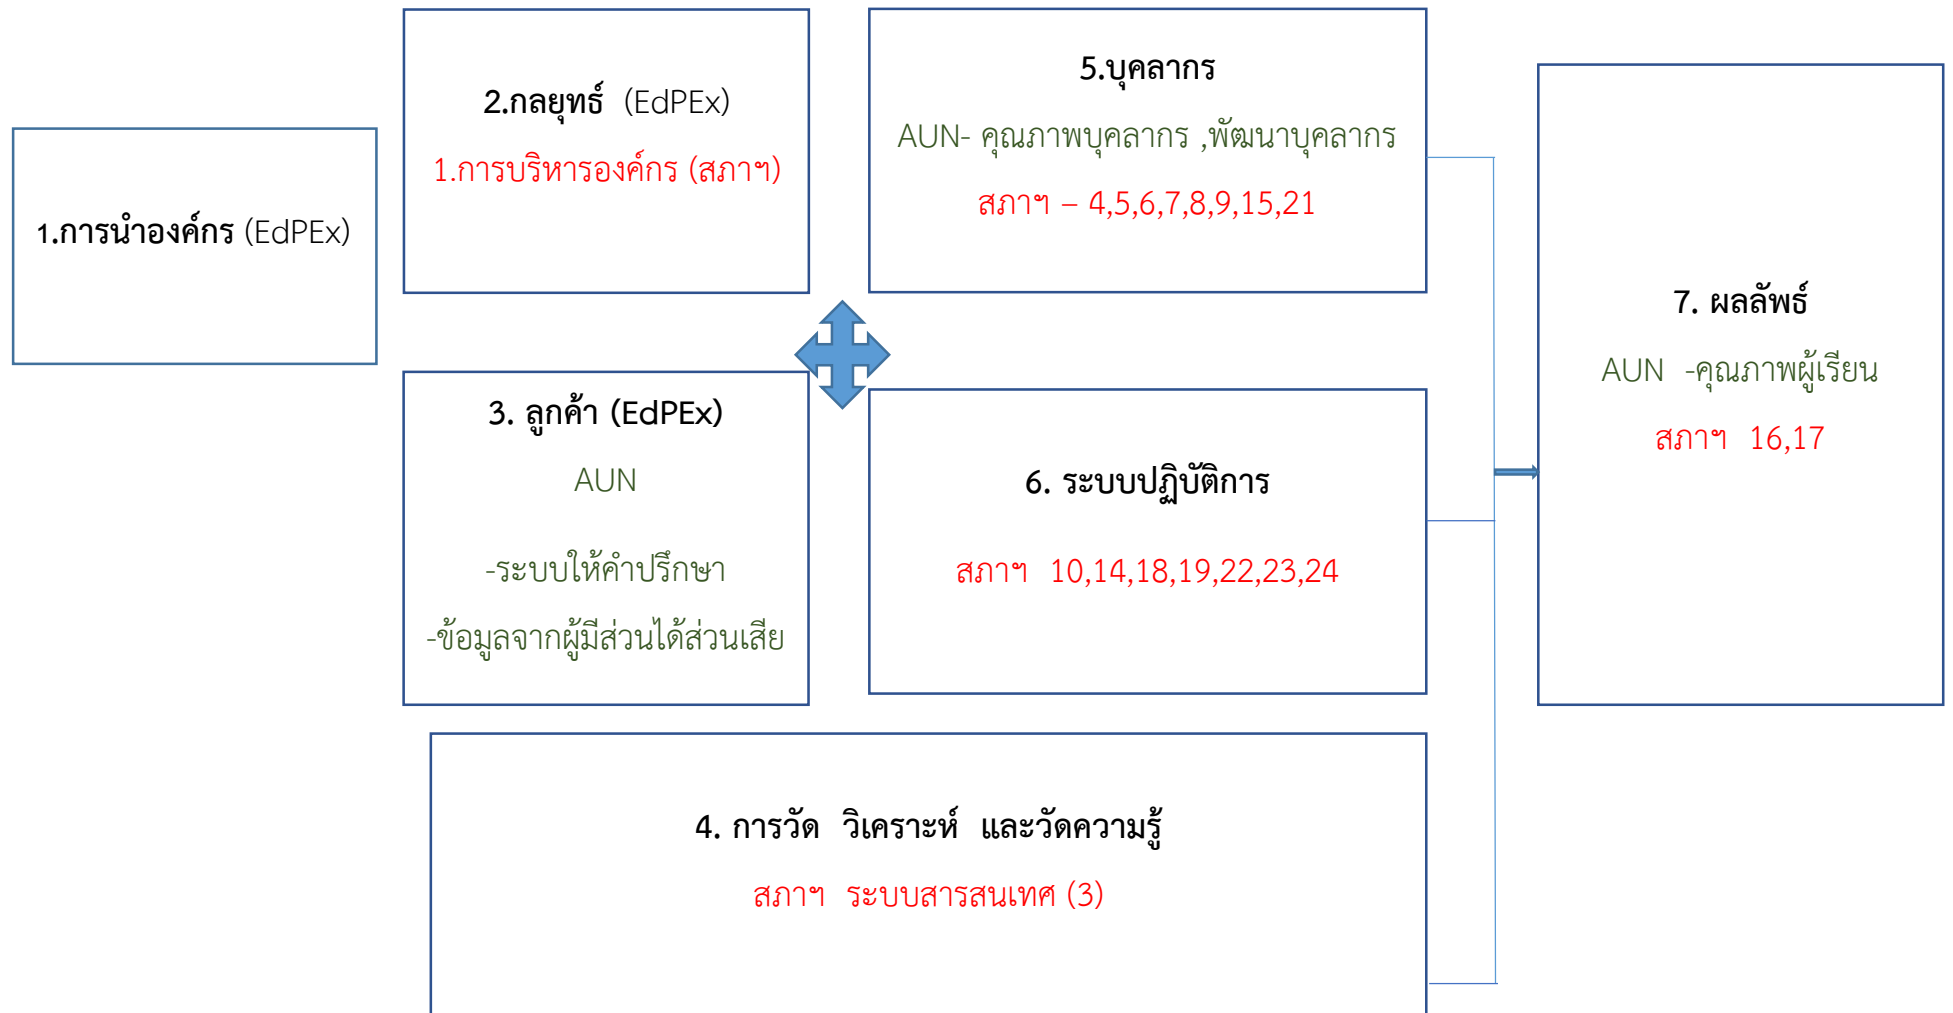 1.การนำองค์กร (EdPEx)
2.กลยุทธ์ (EdPEx)
1.การบริหารองค์กร (สภาฯ)
3. ลูกค้า (EdPEx)
AUN
-ระบบให้คำปรึกษา
-ข้อมูลจากผู้มีส่วนได้ส่วนเสีย
5.บุคลากร
AUN- คุณภาพบุคลากร ,พัฒนาบุคลากร
สภาฯ – 4,5,6,7,8,9,15,21
6. ระบบปฏิบัติการ
สภาฯ 10,14,18,19,22,23,24
4. การวัด วิเคราะห์ และวัดความรู้
สภาฯ ระบบสารสนเทศ (3)
7. ผลลัพธ์
AUN -คุณภาพผู้เรียน
สภาฯ 16,17